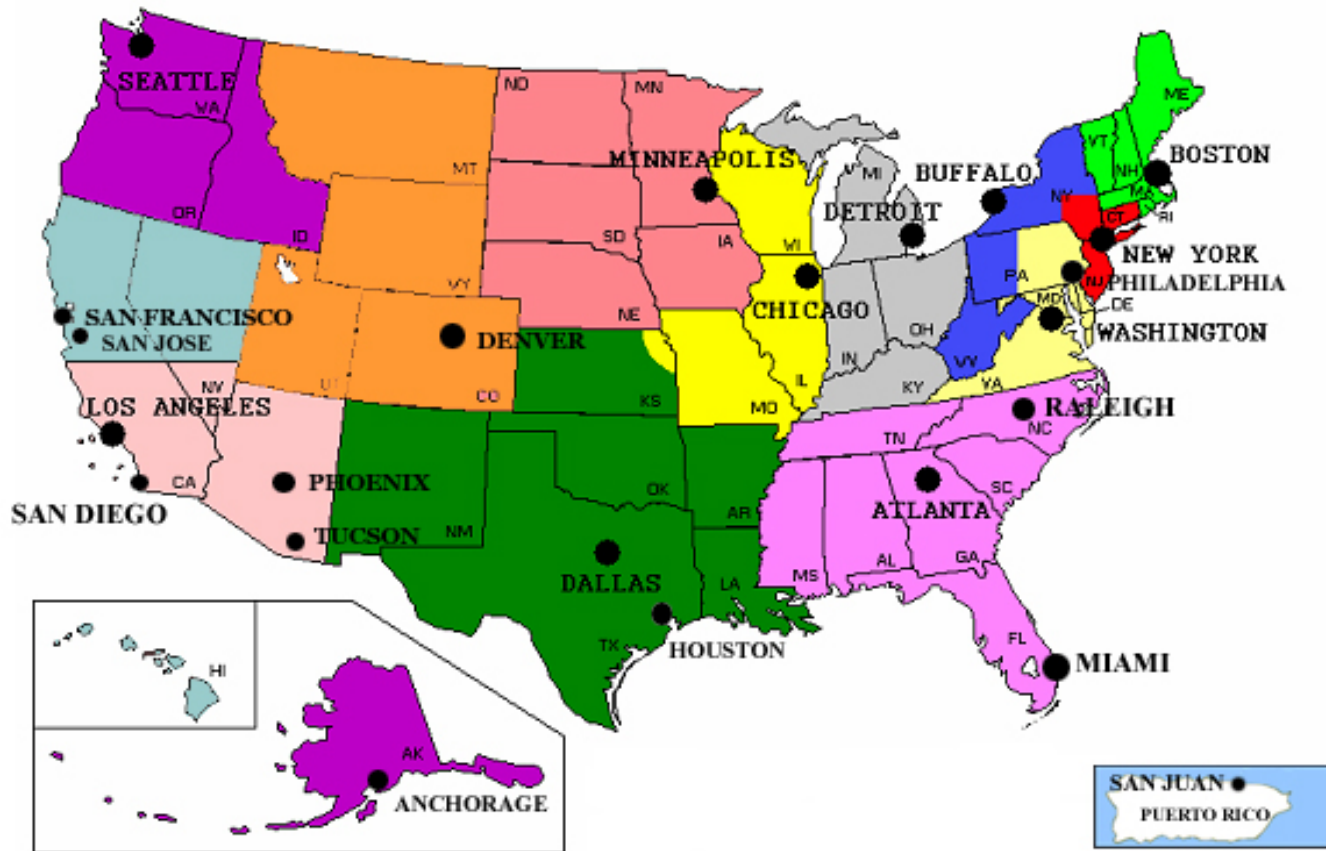 SEATTLE
WA
OR
ID
MT
ND
MN
MINNEAPOLIS
SD
IA
WI
NE
VY
MI
DETROIT
BUFFALO
NY
VT
NH
ME
MA
BOSTON
CT
RI
NEW YORK
PA
NJ
PHILADELPHIA
MD
DE
WASHINGTON
CHICAGO
OH
IN
IL
WV
VA
KY
SAN FRANCISCO
SAN JOSE
DENVER
NV
UT
CO
KS
MO
LOS ANGELES
CA
RALEIGH
NC
TN
SAN DIEGO
PHOENIX
TUCSON
NM
OK
AR
ATLANTA
SC
GA
AL
MS
DALLAS
LA
TX
HOUSTON
FL
MIAMI
HI
AK
ANCHORAGE
SAN JUAN
PUERTO RICO